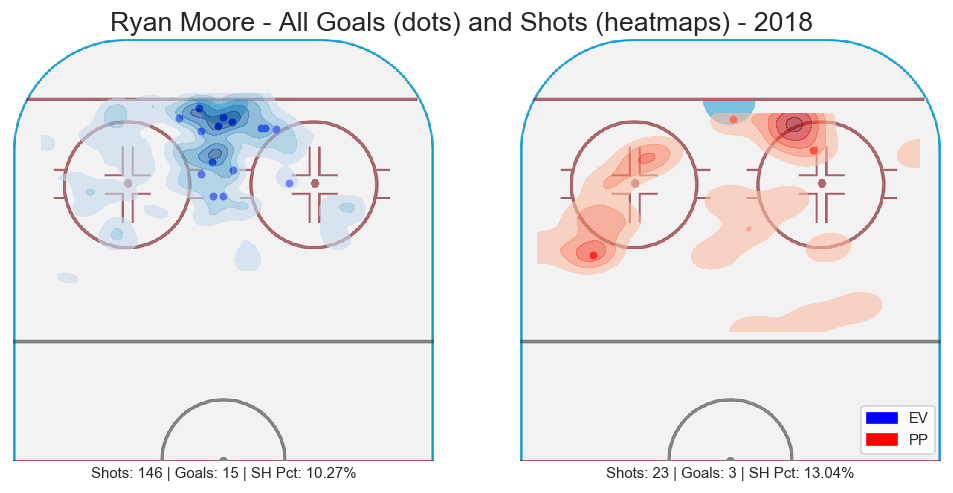 Ryan Moore - All Goals (dots) and Shots (heatmaps) - 2018
EV
PP
Shots: 146 | Goals: 15 | SH Pct: 10.27%
Shots: 23 | Goals: 3 | SH Pct: 13.04%